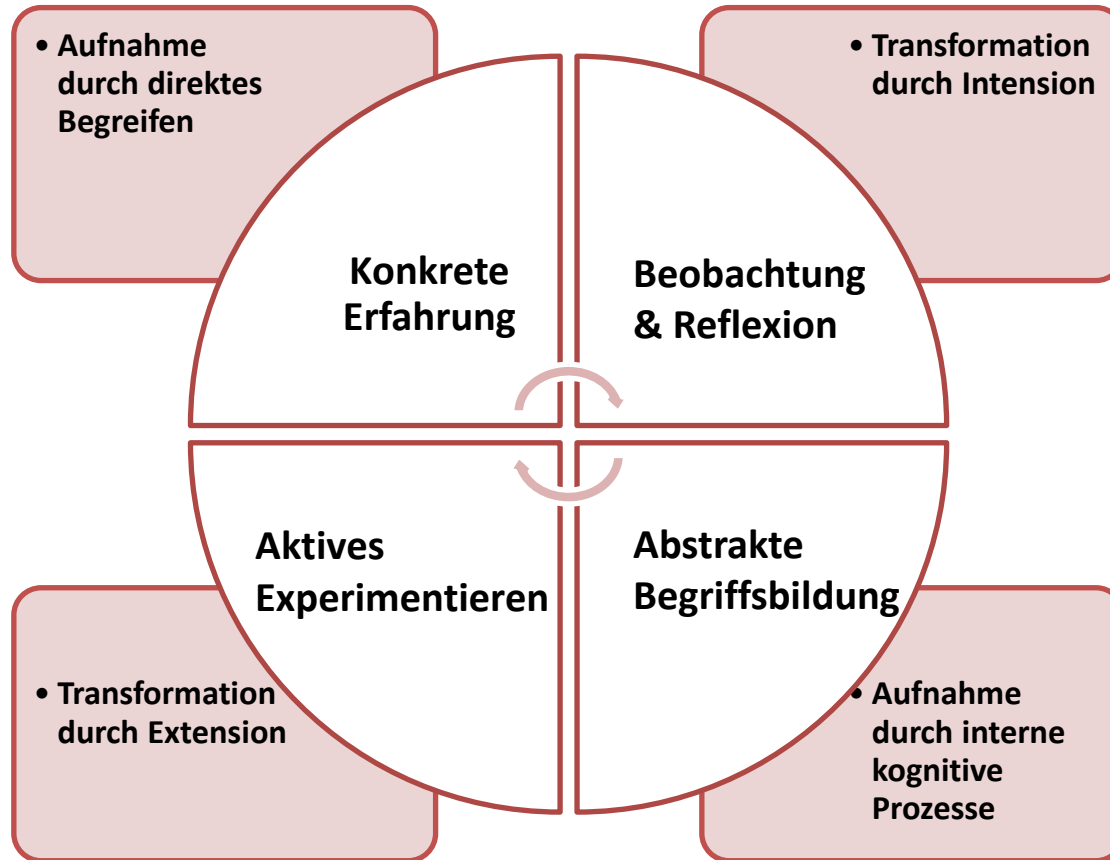 • Aufnahme
durch direktes
Begreifen
• Transformation
durch Intension
Konkrete
Erfahrung
Beobachtung
& Reflexion
Aktives
Experimentieren
Abstrakte
Begriffsbildung
• Transformation
durch Extension
• Aufnahme
durch interne
kognitive
Prozesse